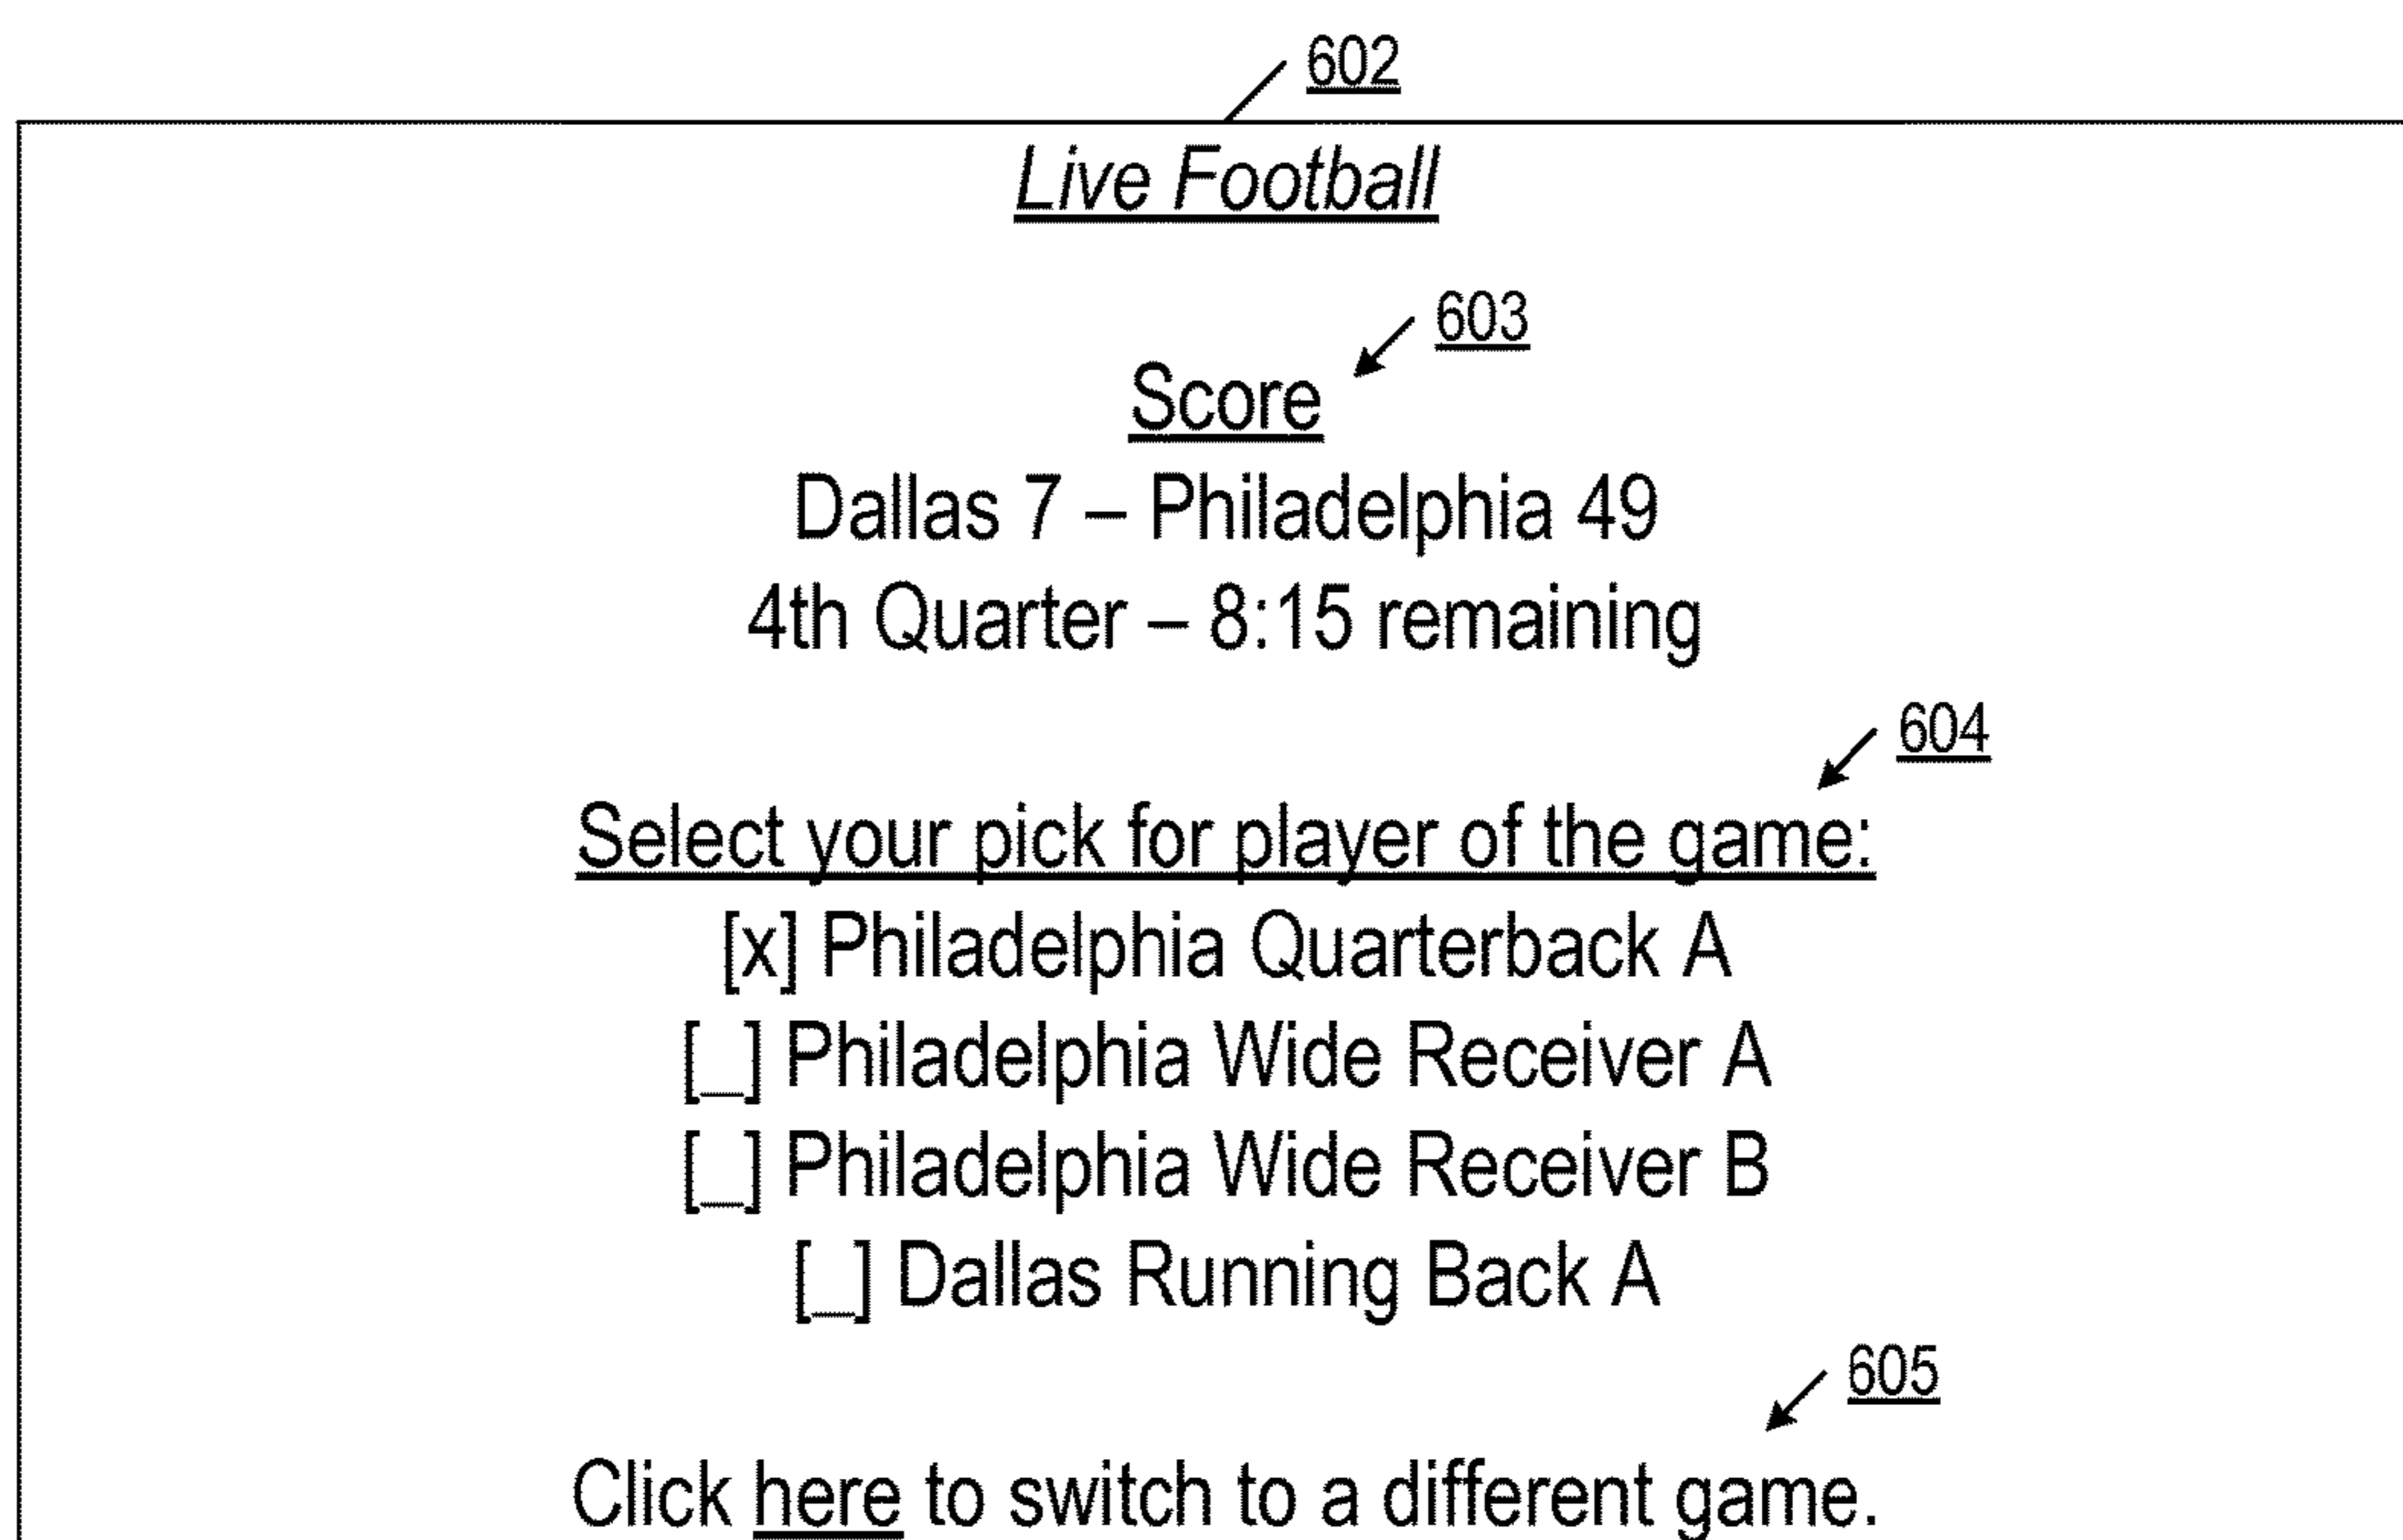 602
Live Football
603
Score
Dallas 7 – Philadelphia 49
4th Quarter – 8:15 remaining
604
Select your pick for player of the game:
[x] Philadelphia Quarterback A
[_] Philadelphia Wide Receiver A
[_] Philadelphia Wide Receiver B
[_] Dallas Running Back A
605
Click here to switch to a different game.